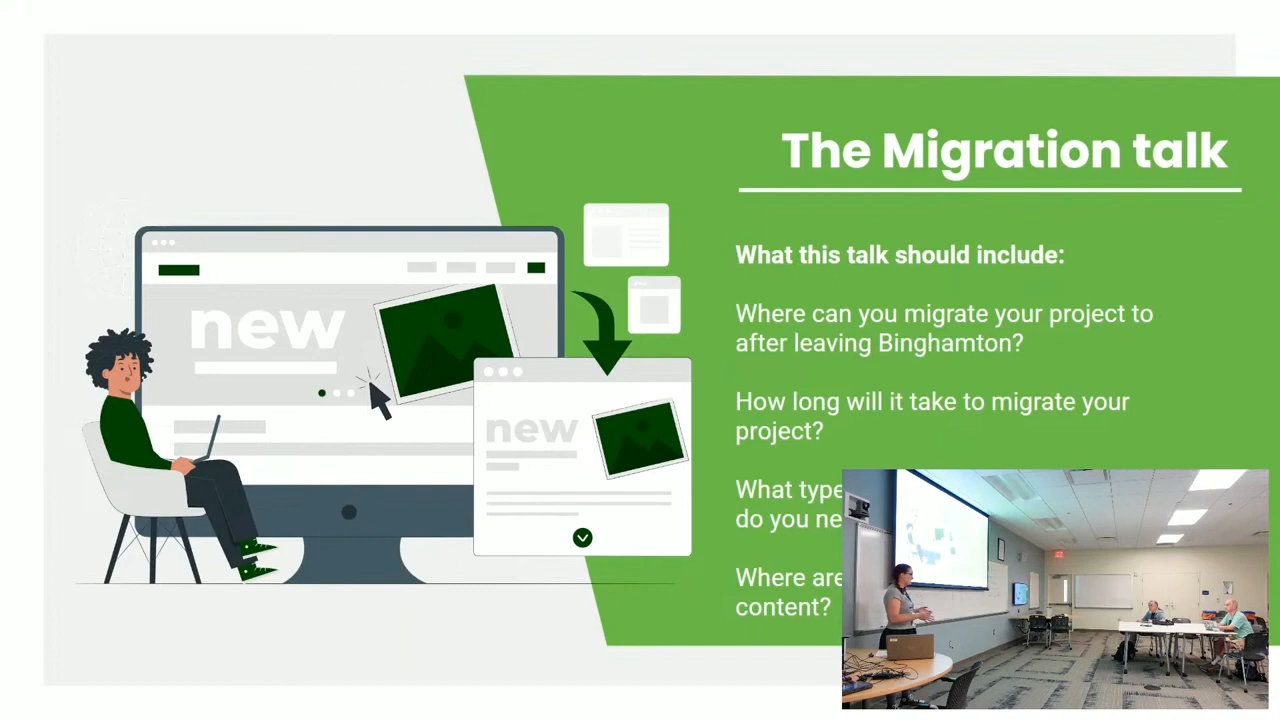 The Migration talk
What this talk should include:
Where can you migrate your project to
after leaving Binghamton?
How long will it take to migrate your
project?
What type
do you ne
Where are
content?
new
new